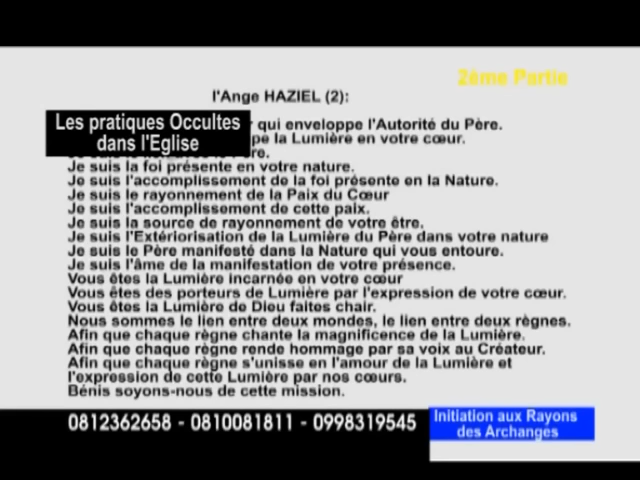 2ème Partie
l'Ange HAZIEL (2):
Les pratiques Occultes
dans l'Eglise
qui enveloppe l'Autorité du Père.
la Lumière en votre cœur.
Je suis la foi présente en votre nature.
Je suis l'accomplissement de la foi présente en la Nature.
Je suis le rayonnement de la Paix du Cœur
Je suis l'accomplissement de cette paix.
Je suis la source de rayonnement de votre être.
Je suis l'Extériorisation de la Lumière du Père dans votre nature
Je suis le Père manifesté dans la Nature qui vous entoure.
Je suis l'âme de la manifestation de votre présence.
Vous êtes la Lumière incarnée en votre cœur
Vous êtes des porteurs de Lumière par l'expression de votre cœur.
Vous êtes la Lumière de Dieu faites chair.
Nous sommes le lien entre deux mondes, le lien entre deux règnes.
Afin que chaque règne chante la magnificence de la Lumière.
Afin que chaque règne rende hommage par sa voix au Créateur.
Afin que chaque règne s'unisse en l'amour de la Lumière et
l'expression de cette Lumière par nos cœurs.
Bénis soyons-nous de cette mission.
0812362658 - 0810081811 - 0998319545
Initiation aux Rayons
des Archanges